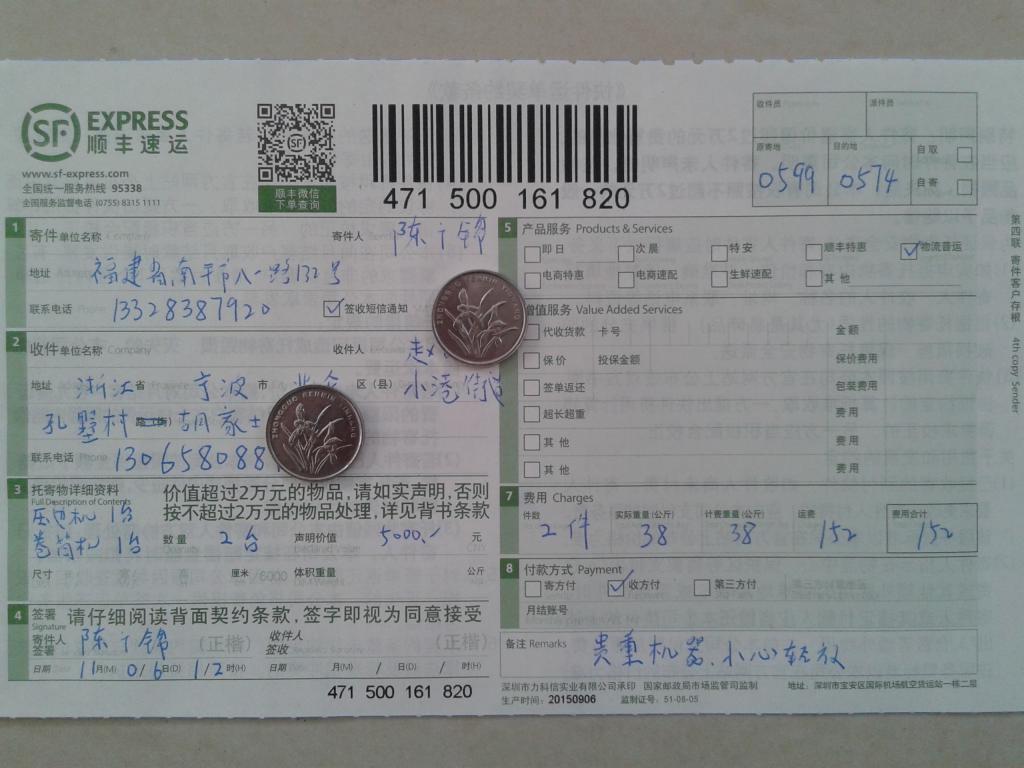 SF EXPRESS
顺丰速运
www.sf-express.com
全国统一服务热线 95338
全国服务监督电话 (0755) 8315 1111
顺丰微信
下单查询
471 500 161 820
收件员 派件员
原寄地 目的地 自取
0599 0574 自寄
第四联 寄件客户存根 4th copy Sender
1 寄件单位名称 Company 寄件人 陈丁锦
地址 福建省南平市八一路132号
联系电话 Phone 13328387920 签收短信通知
2 收件单位名称 Company 收件人
地址 浙江 省 宁波 市 区(县) 小港街道
孔墅村 胡家
联系电话 Phone 130658088
3 托寄物详细资料 价值超过2万元的物品,请如实声明,否则
Full Description of Contents 按不超过2万元的物品处理,详见背书条款
压边机 1台
卷筒机 1台 数量 2台 声明价值 5000.- 元
Quantity Declared Value CNY
尺寸 厘米/6000 体积重量 公斤
4 签署 请仔细阅读背面契约条款,签字即视为同意接受
Signature
寄件人 陈丁锦 (正楷) 收件人 (正楷)
签署 签收
日期 11月(M) 0/6日(D) 1/2时(H) 日期 月(M) / 日(D) / 时(H)
471 500 161 820
5 产品服务 Products & Services
即日 次晨 特安 顺丰特惠 物流普运
电商特惠 电商速配 生鲜速配 其他
增值服务 Value Added Services
代收货款 卡号 金额
保价 投保金额 保价费用
签单返还 包装费用
超长超重 费用
其他 费用
其他 费用
7 费用 Charges
件数 实际重量(公斤) 计费重量(公斤) 运费 费用合计
2件 38 38 152 152
8 付款方式 Payment
寄方付 收方付 第三方付
月结账号
备注 Remarks 贵重机器.小心轻放
深圳市力科信实业有限公司承印 国家邮政局市场监管司监制 地址:深圳市宝安区国际机场航空货运站一栋二层
生产时间:20150906 监制证号:51-08-05